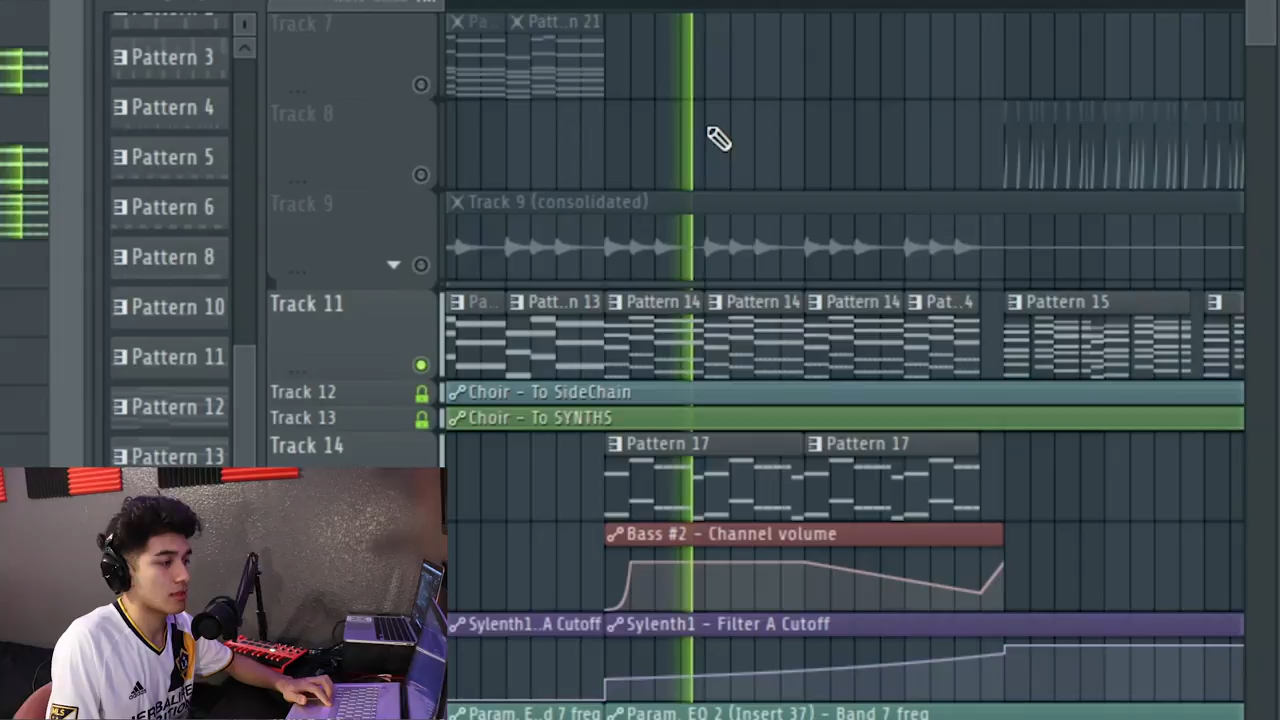 Pattern 3
Pattern 4
Pattern 5
Pattern 6
Pattern 8
Pattern 10
Pattern 11
Pattern 12
Pattern 13
Track 7
Track 8
Track 9
Track 11
Track 12
Track 13
Track 14
Pa.. Patt..n 21
Track 9 (consolidated)
Pa.. Patt..n 13 Pattern 14 Pattern 14 Pattern 14 Pat..4 Pattern 15
Choir - To SideChain
Choir - To SYNTHS
Pattern 17 Pattern 17
Bass #2 - Channel volume
Sylenth1..A Cutoff Sylenth1 - Filter A Cutoff
Param. E..d 7 freq Param. EQ 2 (Insert 37) - Band 7 freq
HERBALIFE
MLS